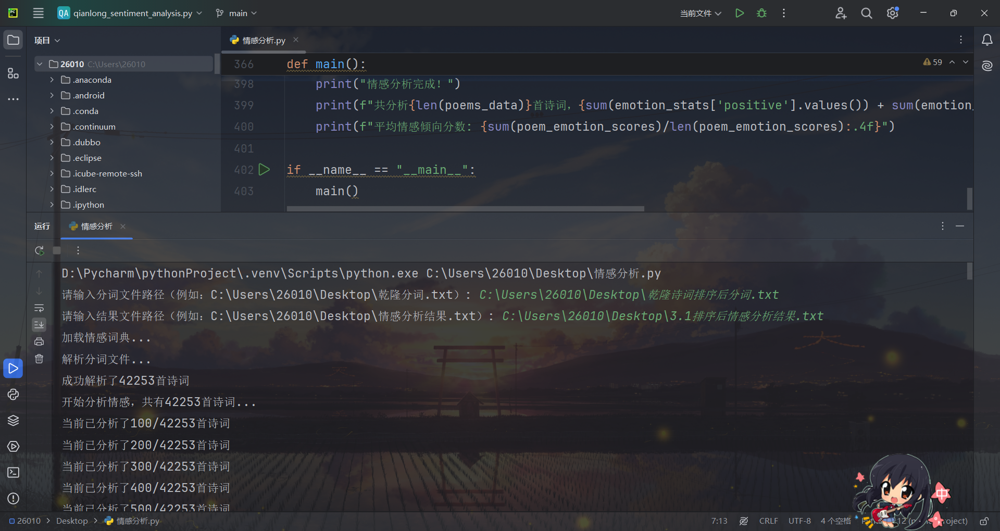 PC
QA qianlong_sentiment_analysis.py main 当前文件
项目
情感分析.py
26010 C:\Users\26010
.anaconda
.android
.conda
.continuum
.dubbo
.eclipse
.icube-remote-ssh
.idlerc
.ipython
59
366 def main():
398 print("情感分析完成！")
399 print(f"共分析{len(poems_data)}首诗词，{sum(emotion_stats['positive'].values()) + sum(emotion_
400 print(f"平均情感倾向分数: {sum(poem_emotion_scores)/len(poem_emotion_scores):.4f}")
401
402 if __name__ == "__main__":
403 main()
运行 情感分析
D:\Pycharm\pythonProject\.venv\Scripts\python.exe C:\Users\26010\Desktop\情感分析.py
请输入分词文件路径（例如：C:\Users\26010\Desktop\乾隆分词.txt）: C:\Users\26010\Desktop\乾隆诗词排序后分词.txt
请输入结果文件路径（例如：C:\Users\26010\Desktop\情感分析结果.txt）: C:\Users\26010\Desktop\3.1排序后情感分析结果.txt
加载情感词典...
解析分词文件...
成功解析了42253首诗词
开始分析情感，共有42253首诗词...
当前已分析了100/42253首诗词
当前已分析了200/42253首诗词
当前已分析了300/42253首诗词
当前已分析了400/42253首诗词
当前已分析了500/42253首诗词
中
26010 Desktop 情感分析.py
7:13 CRLF UTF-8 4 个空格